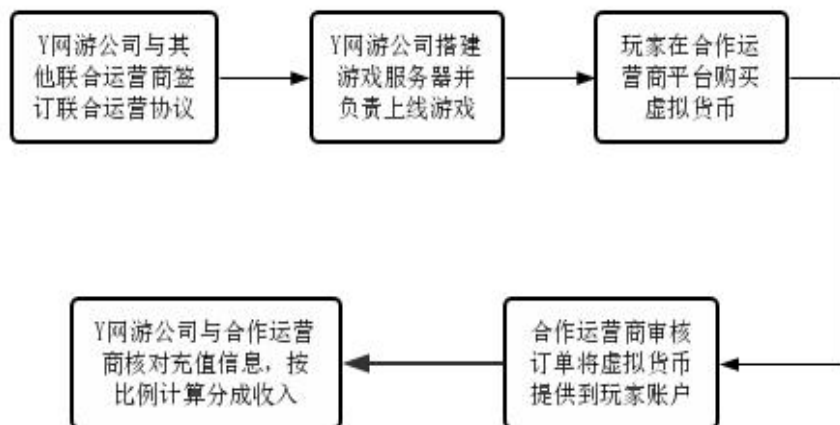 Y网游公司与其
他联合运营商签
订联合运营协议
Y网游公司搭建
游戏服务器并
负责上线游戏
玩家在合作运
营商平台购买
虚拟货币
合作运营商审核
订单将虚拟货币
提供到玩家账户
Y网游公司与合作运营
商核对充值信息，按
比例计算分成收入